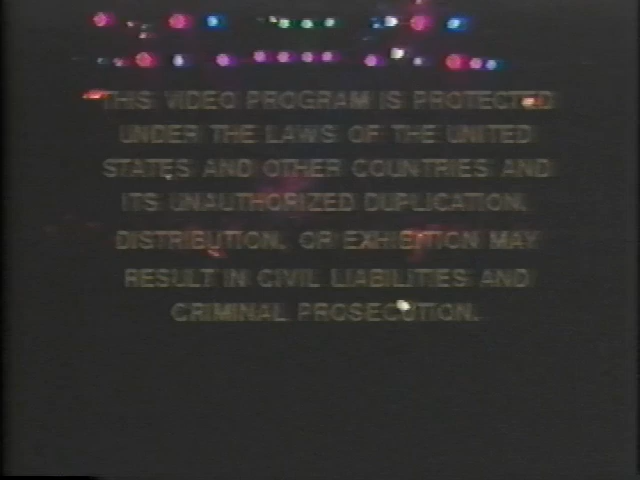 THIS VIDEO PROGRAM IS PROTECTED
UNDER THE LAWS OF THE UNITED
STATES AND OTHER COUNTRIES AND
ITS UNAUTHORIZED DUPLICATION,
DISTRIBUTION, OR EXHIBITION MAY
RESULT IN CIVIL LIABILITIES AND
CRIMINAL PROSECUTION.